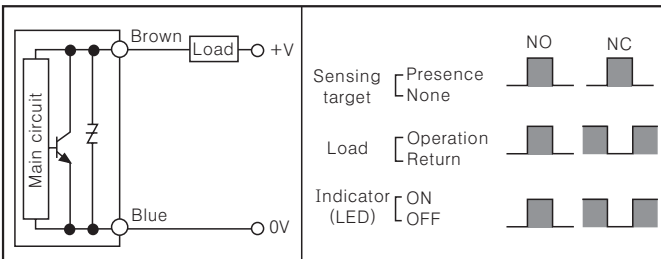 Brown
Load
+V
Main circuit
Blue
0V
NO NC
Sensing target Presence
None
Load Operation
Return
Indicator (LED) ON
OFF